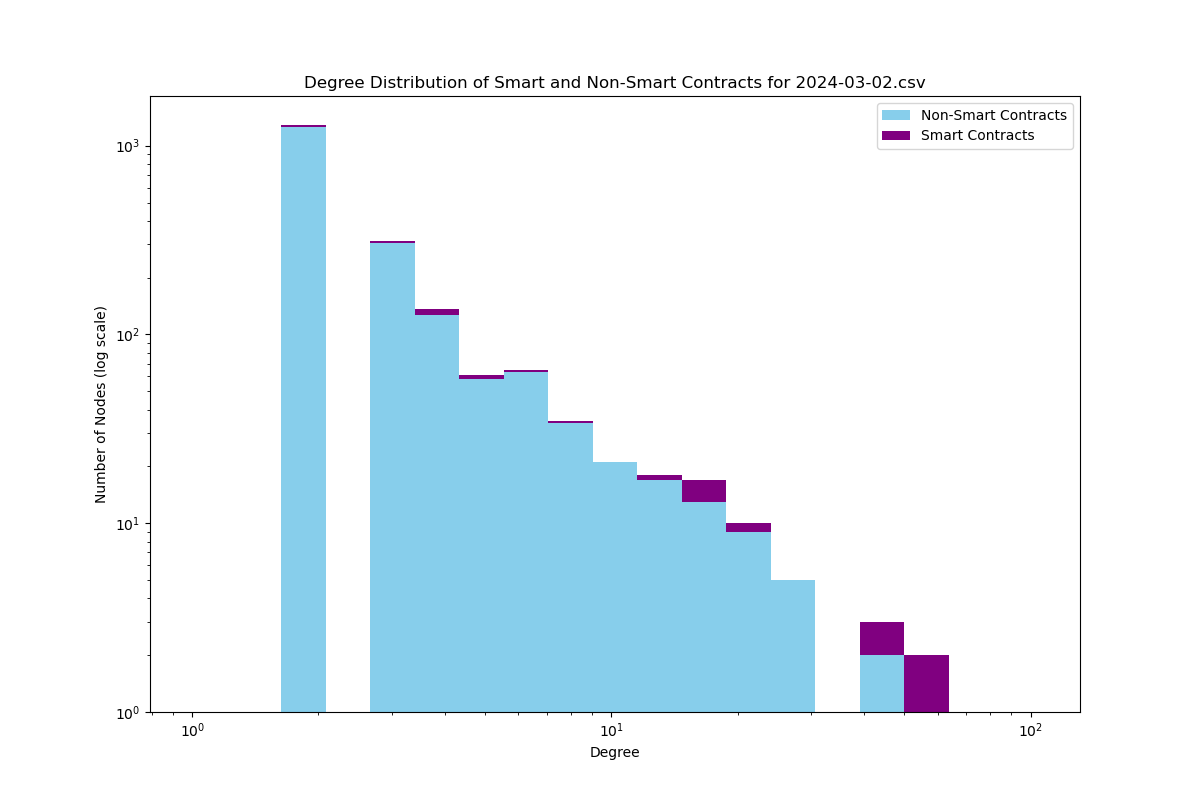 Degree Distribution of Smart and Non-Smart Contracts for 2024-03-02.csv
Non-Smart Contracts
Smart Contracts
Number of Nodes (log scale)
10³
10²
10¹
10⁰
10⁰ 10¹ 10²
Degree